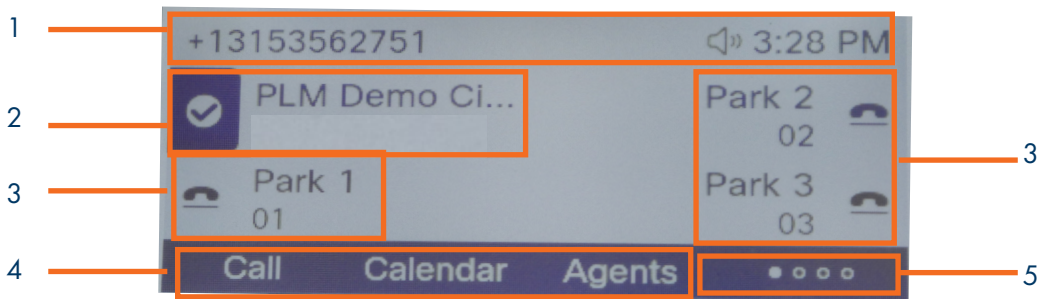 1
+13153562751 3:28 PM
2
PLM Demo Ci...
Park 2
02
3
3
Park 1
01
Park 3
03
4
Call Calendar Agents
5